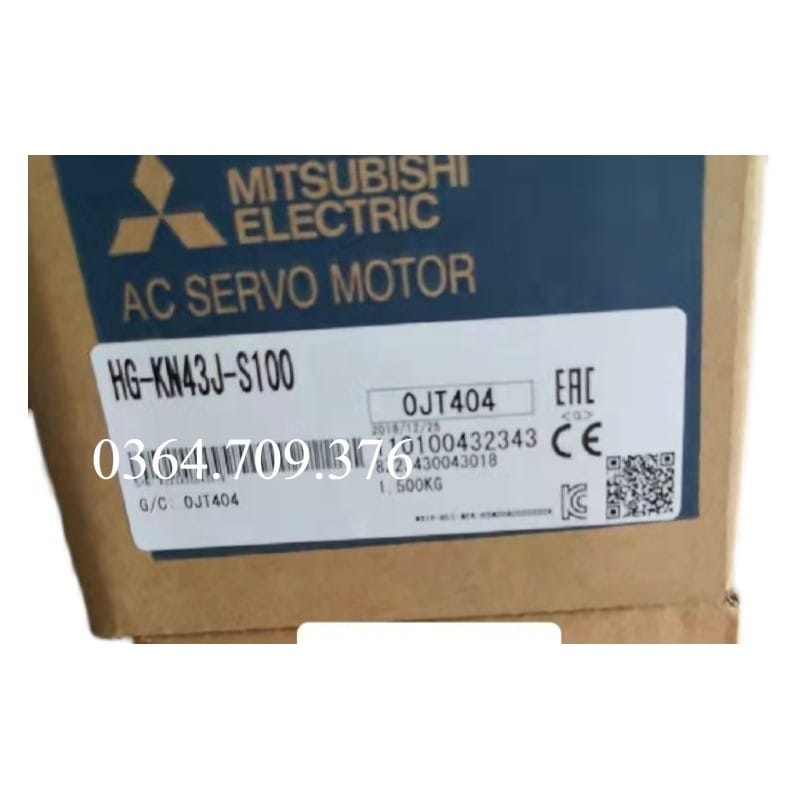 MITSUBISHI
ELECTRIC
AC SERVO MOTOR
HG-KN43J-S100
0JT404
EAC
2018/12/25
CE
0364.709.376
G/C: 0JT404
1.500KG